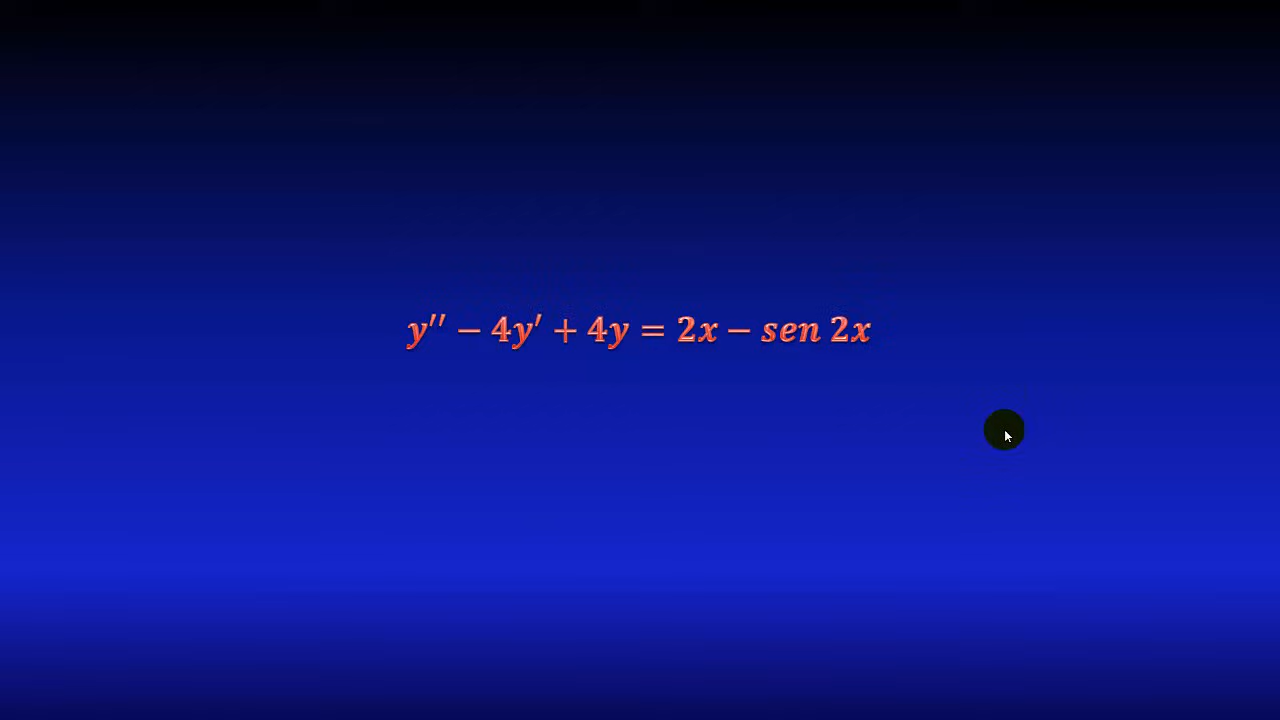 y'' − 4y' + 4y = 2x − sen 2x